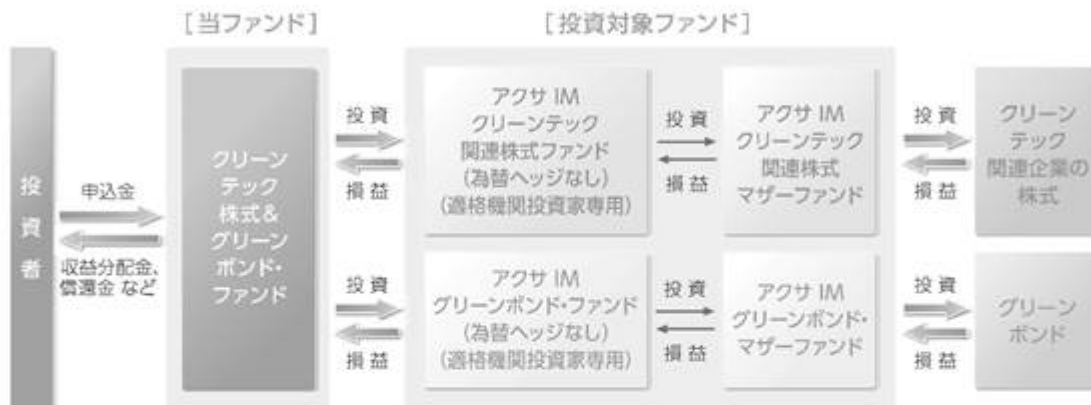 [当ファンド]
[投資対象ファンド]
投資者
申込金
収益分配金、
償還金 など
クリーン
テック
株式&
グリーン
ボンド・
ファンド
投資
損益
アクサ IM
クリーンテック
関連株式ファンド
(為替ヘッジなし)
(適格機関投資家専用)
投資
損益
アクサ IM
クリーンテック
関連株式
マザーファンド
投資
損益
クリーン
テック
関連企業の
株式
投資
損益
アクサ IM
グリーンボンド・ファンド
(為替ヘッジなし)
(適格機関投資家専用)
投資
損益
アクサ IM
グリーンボンド・
マザーファンド
投資
損益
グリーン
ボンド